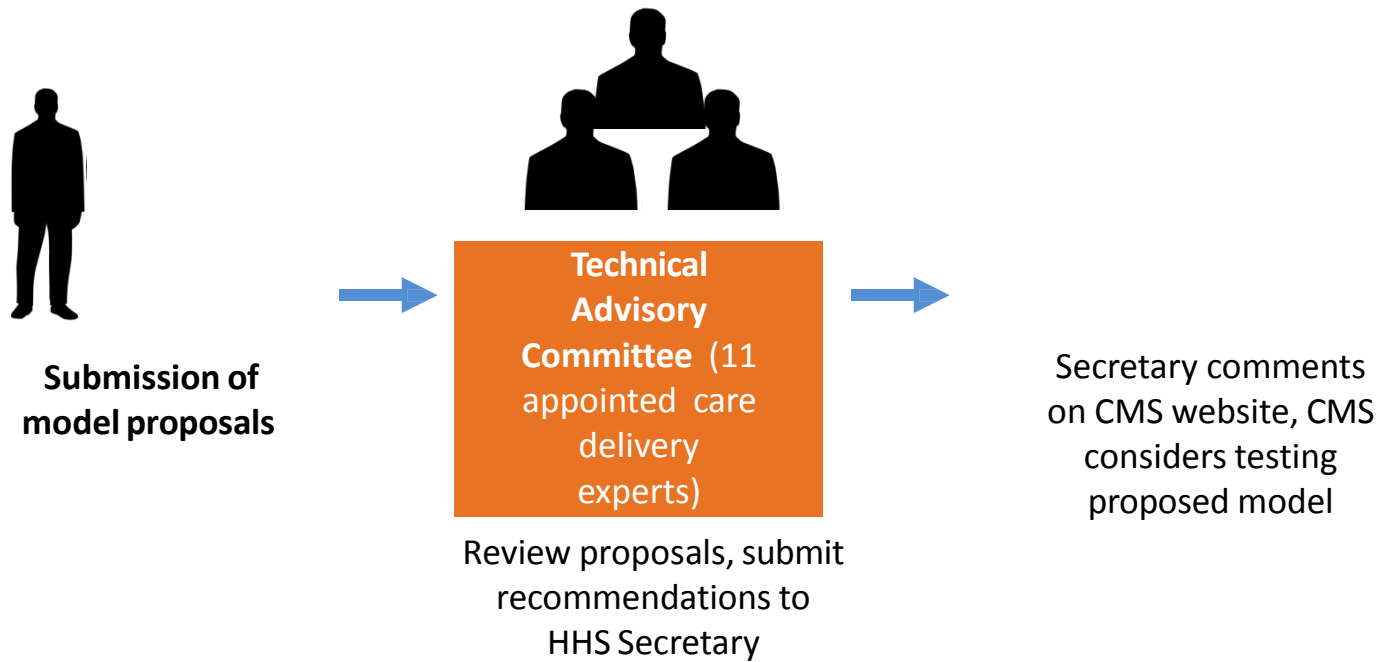 Submission of
model proposals
Technical
Advisory
Committee (11
appointed care
delivery
experts)
Review proposals, submit
recommendations to
HHS Secretary
Secretary comments
on CMS website, CMS
considers testing
proposed model